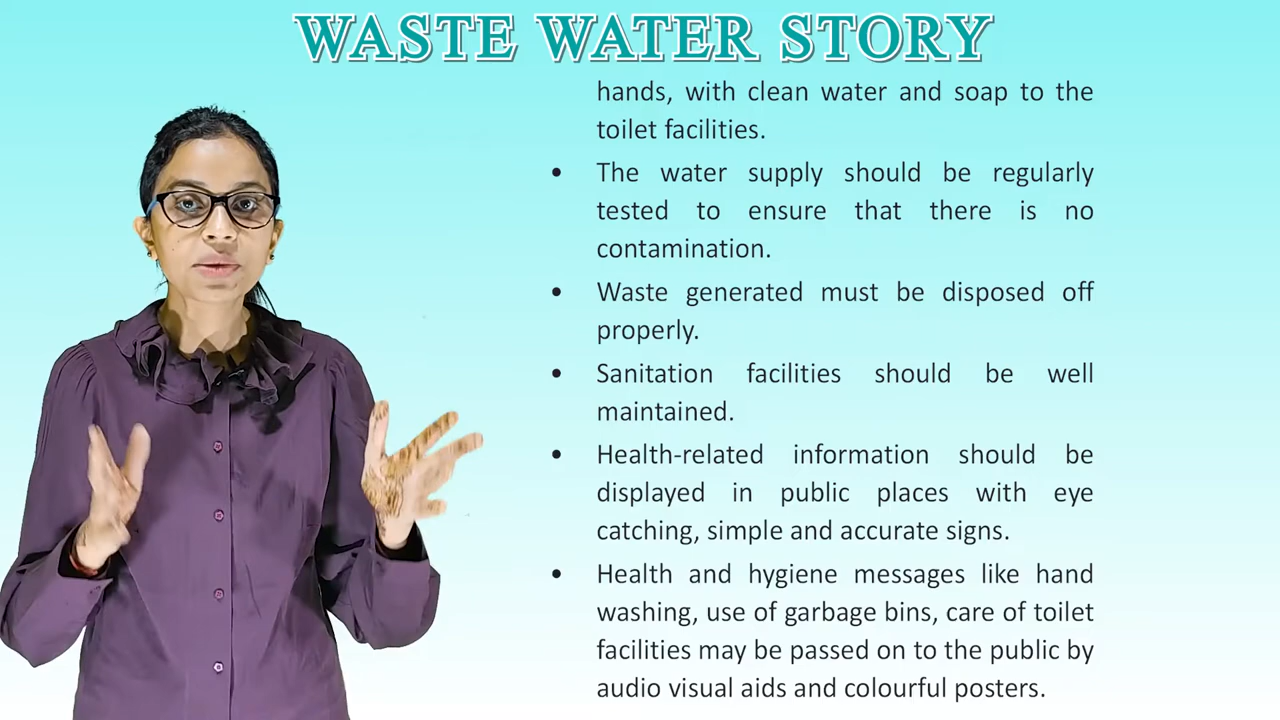 WASTE WATER STORY
hands, with clean water and soap to the
toilet facilities.
• The water supply should be regularly
tested to ensure that there is no
contamination.
• Waste generated must be disposed off
properly.
• Sanitation facilities should be well
maintained.
• Health-related information should be
displayed in public places with eye
catching, simple and accurate signs.
• Health and hygiene messages like hand
washing, use of garbage bins, care of toilet
facilities may be passed on to the public by
audio visual aids and colourful posters.